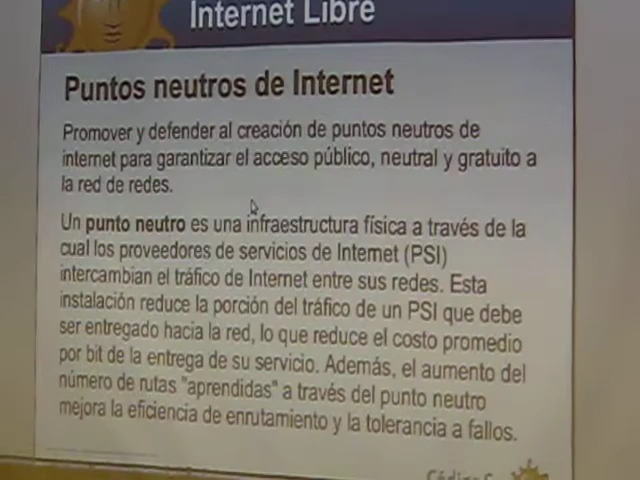 Internet Libre
Puntos neutros de Internet
Promover y defender al creación de puntos neutros de
internet para garantizar el acceso público, neutral y gratuito a
la red de redes.
Un punto neutro es una infraestructura física a través de la
cual los proveedores de servicios de Internet (PSI)
intercambian el tráfico de Internet entre sus redes. Esta
instalación reduce la porción del tráfico de un PSI que debe
ser entregado hacia la red, lo que reduce el costo promedio
por bit de la entrega de su servicio. Además, el aumento del
número de rutas "aprendidas" a través del punto neutro
mejora la eficiencia de enrutamiento y la tolerancia a fallos.